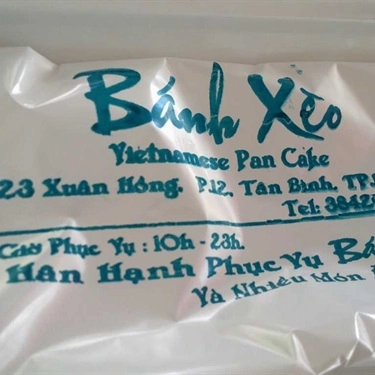 Bánh Xèo
Vietnamese Pan Cake
23 Xuân Hồng, P.12, Tân Bình, TP.
Tel: 3842
Phục Vụ : 10h - 23h.
Hân Hạnh Phục Vụ Bá
Và Nhiều Món